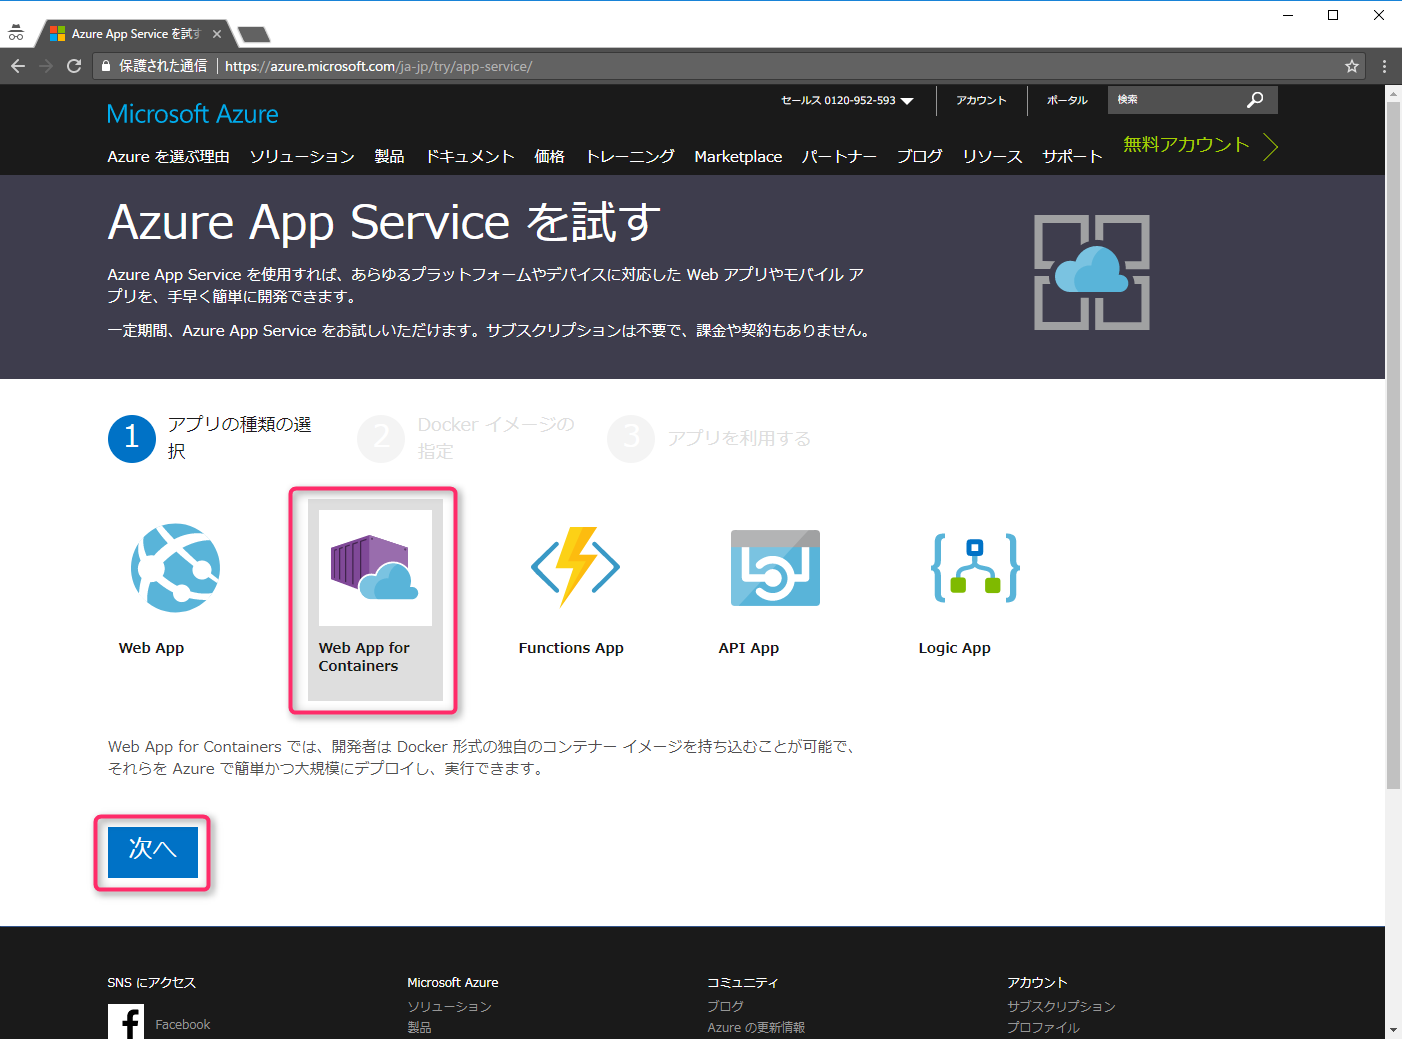 Azure App Service を試す
保護された通信
https://azure.microsoft.com/ja-jp/try/app-service/
Microsoft Azure
セールス 0120-952-593
アカウント
ポータル
検索
Azure を選ぶ理由
ソリューション
製品
ドキュメント
価格
トレーニング
Marketplace
パートナー
ブログ
リソース
サポート
無料アカウント
Azure App Service を試す
Azure App Service を使用すれば、あらゆるプラットフォームやデバイスに対応した Web アプリやモバイル ア
プリを、手早く簡単に開発できます。
一定期間、Azure App Service をお試しいただけます。サブスクリプションは不要で、課金や契約もありません。
1
アプリの種類の選
択
2
Docker イメージの
指定
3
アプリを利用する
Web App
Web App for
Containers
Functions App
API App
Logic App
Web App for Containers では、開発者は Docker 形式の独自のコンテナー イメージを持ち込むことが可能で、
それらを Azure で簡単かつ大規模にデプロイし、実行できます。
次へ
SNS にアクセス
Facebook
Microsoft Azure
ソリューション
製品
コミュニティ
ブログ
Azure の更新情報
アカウント
サブスクリプション
プロファイル